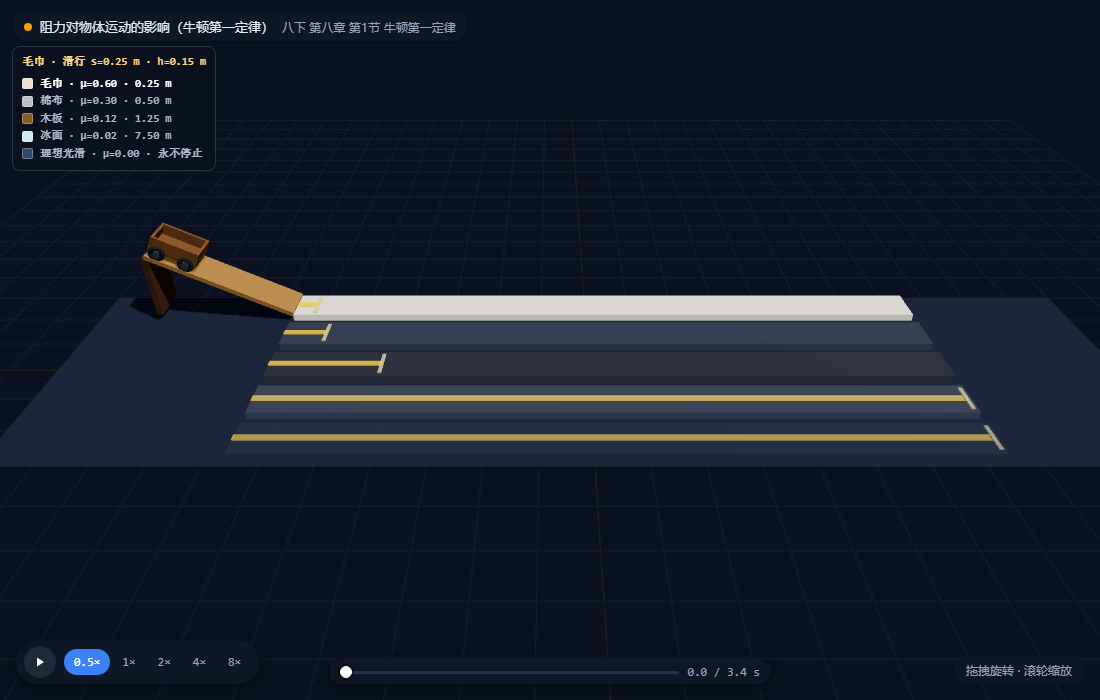 阻力对物体运动的影响（牛顿第一定律） 八下 第八章 第1节 牛顿第一定律
毛巾 · 滑行 s=0.25 m · h=0.15 m
毛巾 · μ=0.60 · 0.25 m
棉布 · μ=0.30 · 0.50 m
木板 · μ=0.12 · 1.25 m
冰面 · μ=0.02 · 7.50 m
理想光滑 · μ=0.00 · 永不停止
0.5× 1× 2× 4× 8×
0.0 / 3.4 s
拖拽旋转 · 滚轮缩放